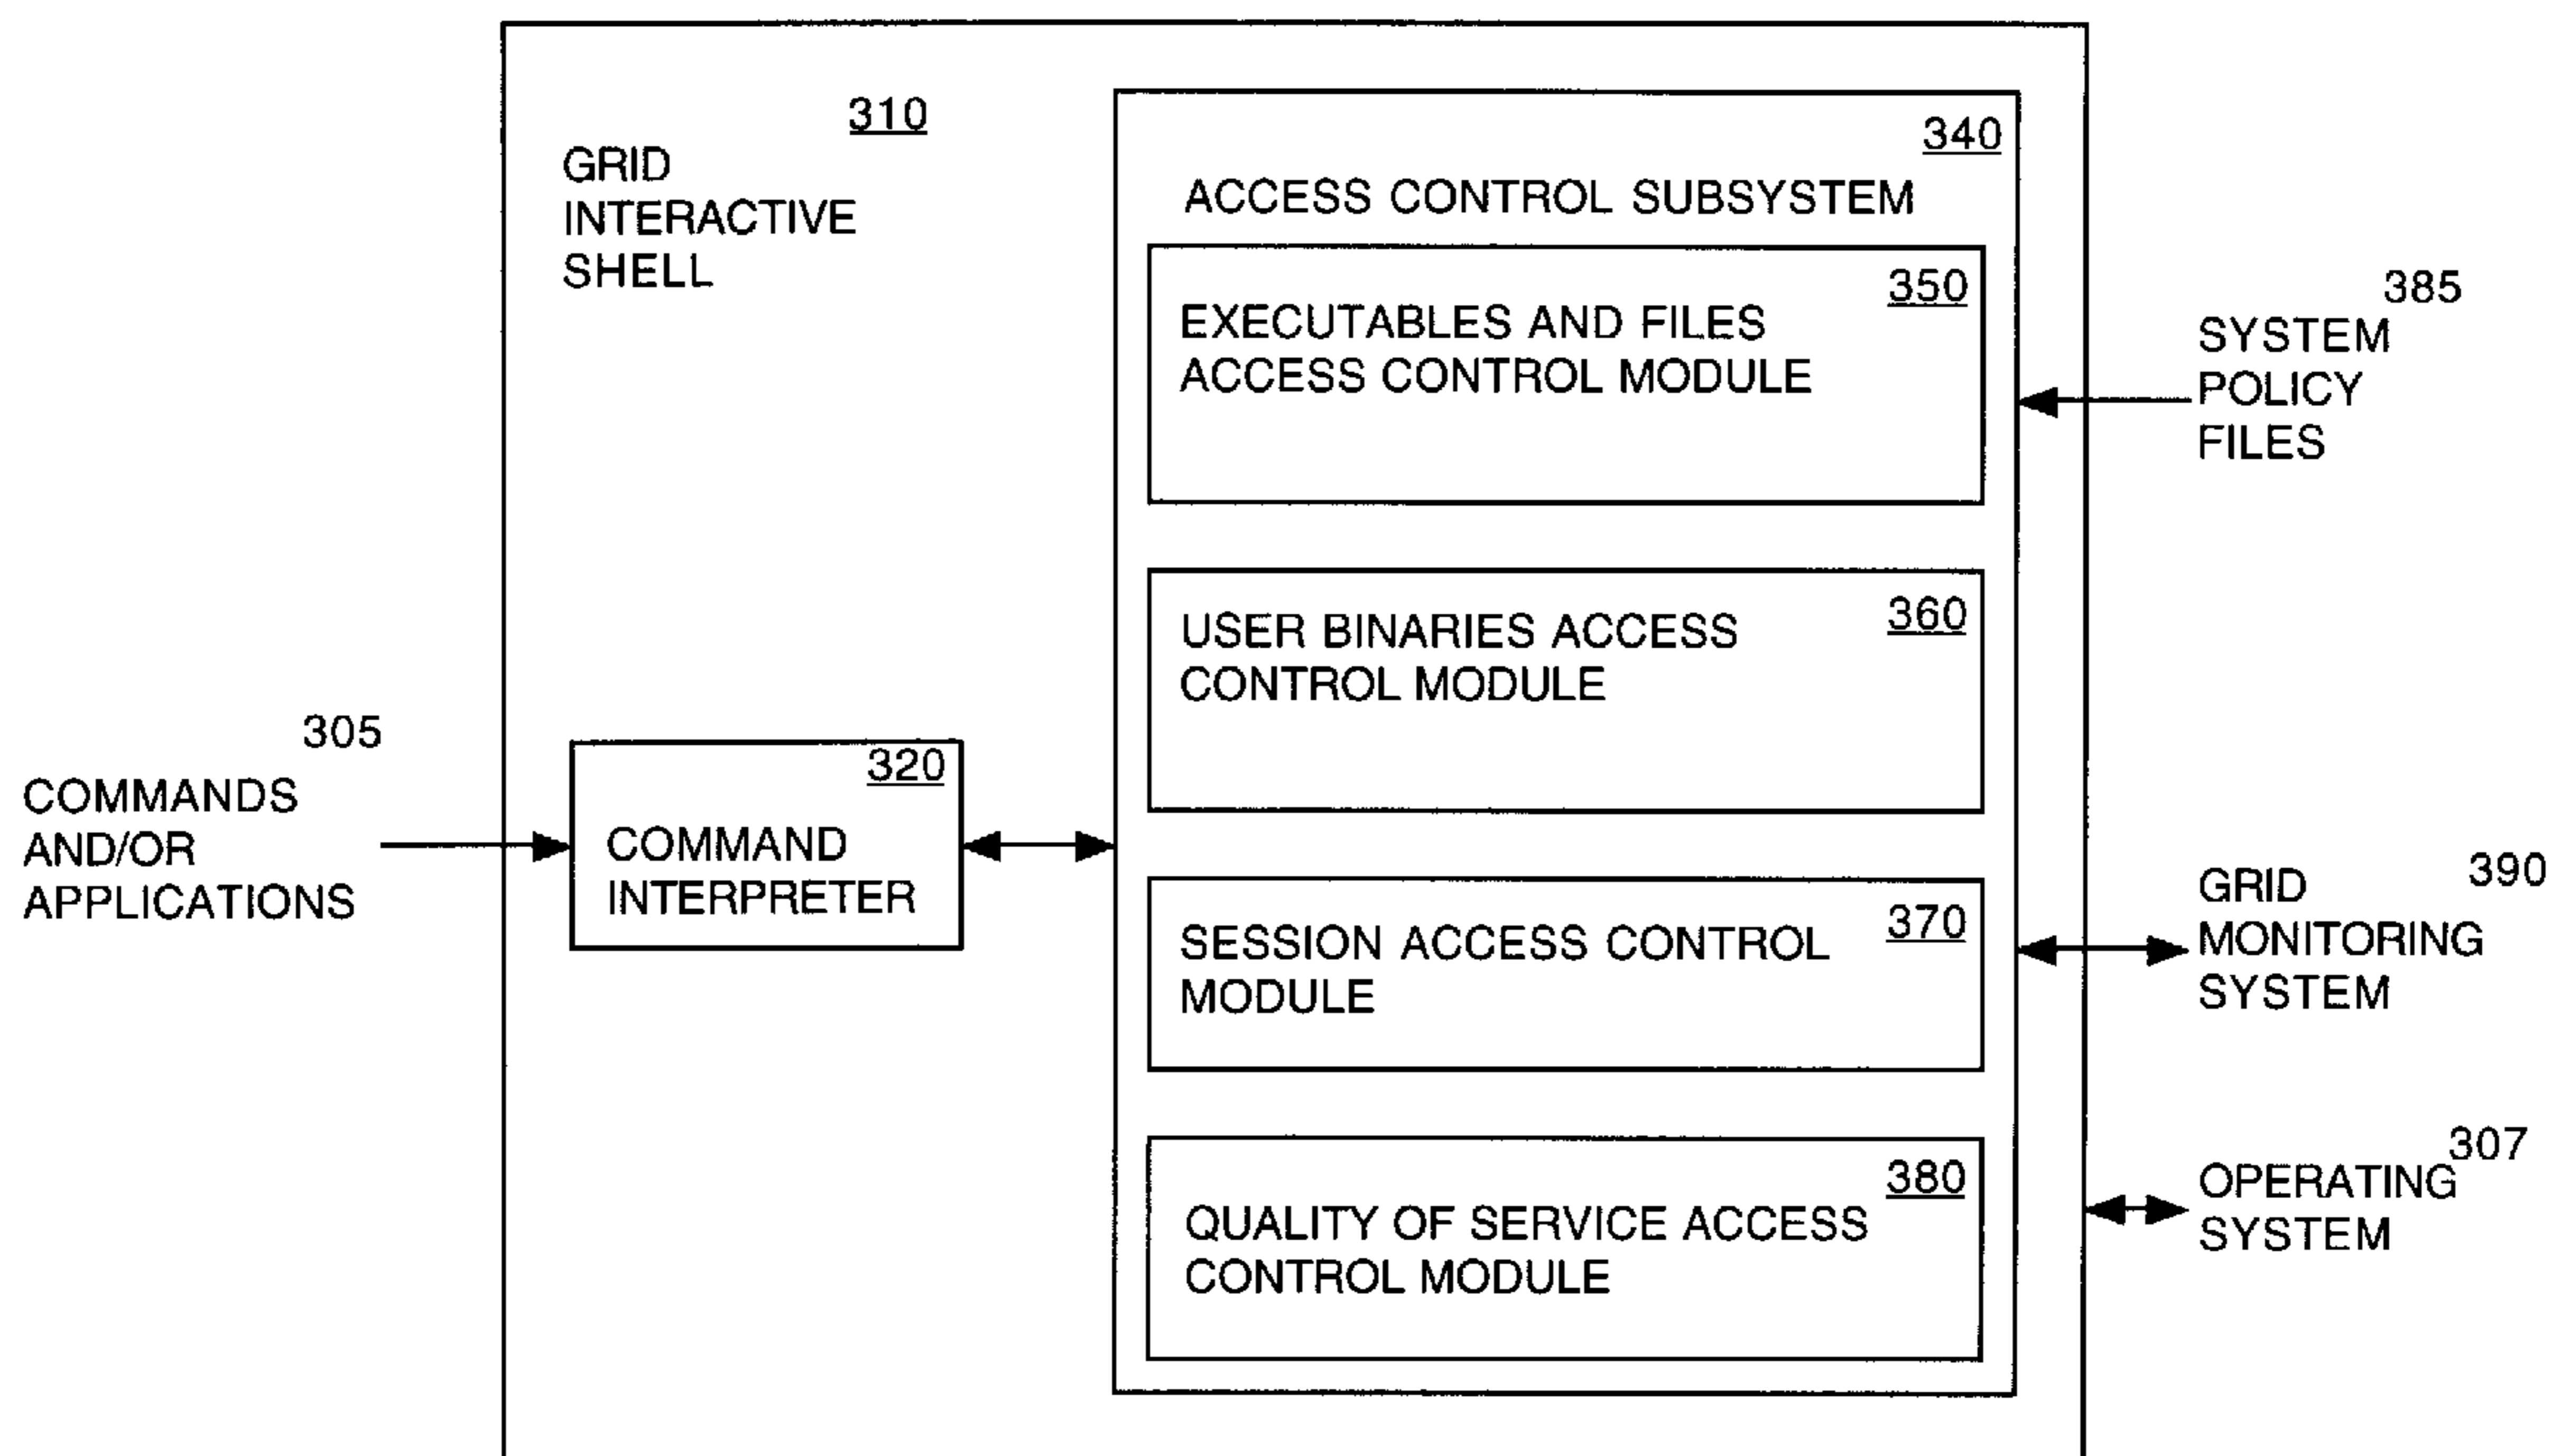 310
GRID
INTERACTIVE
SHELL
340
ACCESS CONTROL SUBSYSTEM
350
EXECUTABLES AND FILES
ACCESS CONTROL MODULE
385
SYSTEM
POLICY
FILES
360
USER BINARIES ACCESS
CONTROL MODULE
305
COMMANDS
AND/OR
APPLICATIONS
320
COMMAND
INTERPRETER
370
SESSION ACCESS CONTROL
MODULE
390
GRID
MONITORING
SYSTEM
380
QUALITY OF SERVICE ACCESS
CONTROL MODULE
307
OPERATING
SYSTEM